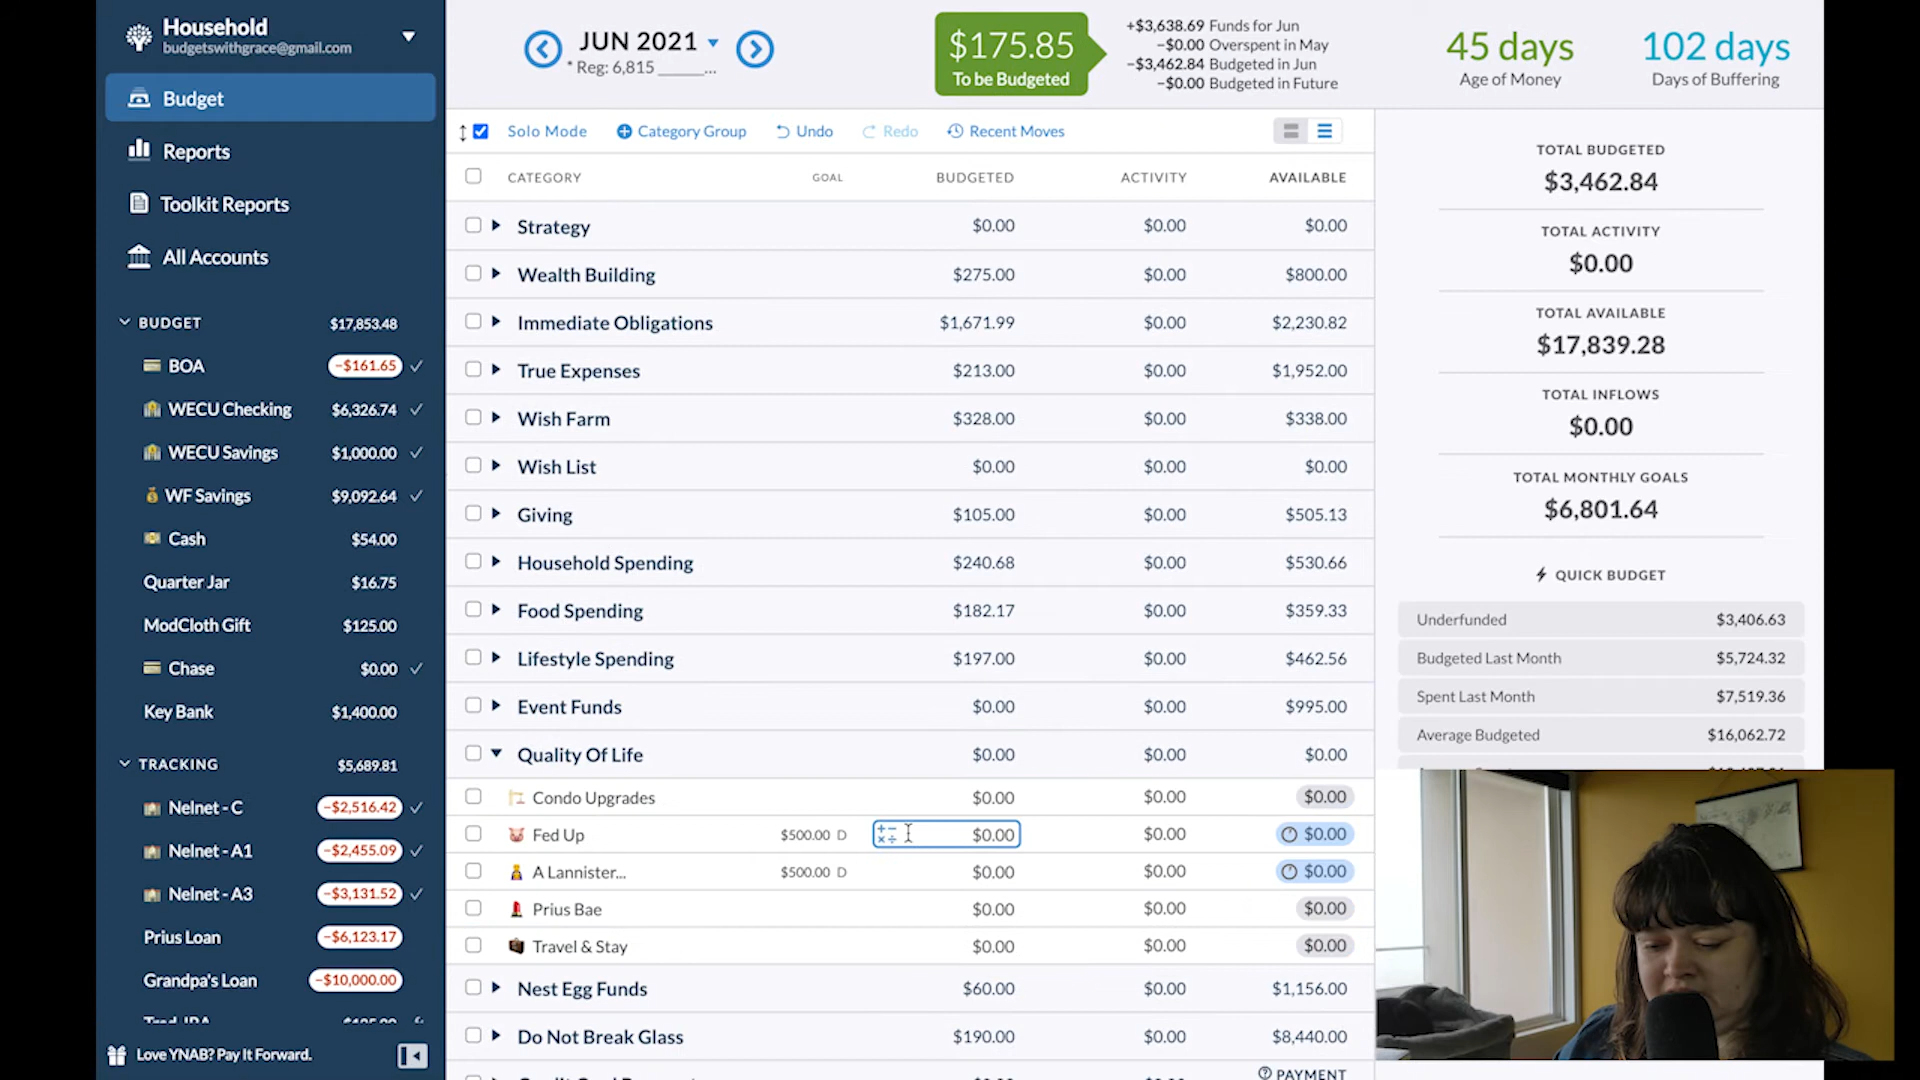 Household
budgetswithgrace@gmail.com
Budget
Reports
Toolkit Reports
All Accounts
BUDGET $17,853.48
BOA −$161.65
WECU Checking $6,326.74
WECU Savings $1,000.00
WF Savings $9,092.64
Cash $54.00
Quarter Jar $16.75
ModCloth Gift $125.00
Chase $0.00
Key Bank $1,400.00
TRACKING $5,689.81
Nelnet - C −$2,516.42
Nelnet - A1 −$2,455.09
Nelnet - A3 −$3,131.52
Prius Loan −$6,123.17
Grandpa's Loan −$10,000.00
Love YNAB? Pay It Forward.
JUN 2021
* Reg: 6,815 ______...
$175.85
To be Budgeted
+$3,638.69 Funds for Jun
−$0.00 Overspent in May
−$3,462.84 Budgeted in Jun
−$0.00 Budgeted in Future
45 days
Age of Money
102 days
Days of Buffering
Solo Mode Category Group Undo Redo Recent Moves
CATEGORY GOAL BUDGETED ACTIVITY AVAILABLE
Strategy $0.00 $0.00 $0.00
Wealth Building $275.00 $0.00 $800.00
Immediate Obligations $1,671.99 $0.00 $2,230.82
True Expenses $213.00 $0.00 $1,952.00
Wish Farm $328.00 $0.00 $338.00
Wish List $0.00 $0.00 $0.00
Giving $105.00 $0.00 $505.13
Household Spending $240.68 $0.00 $530.66
Food Spending $182.17 $0.00 $359.33
Lifestyle Spending $197.00 $0.00 $462.56
Event Funds $0.00 $0.00 $995.00
Quality Of Life $0.00 $0.00 $0.00
Condo Upgrades $0.00 $0.00 $0.00
Fed Up $500.00 D $0.00 $0.00 $0.00
A Lannister... $500.00 D $0.00 $0.00 $0.00
Prius Bae $0.00 $0.00 $0.00
Travel & Stay $0.00 $0.00 $0.00
Nest Egg Funds $60.00 $0.00 $1,156.00
Do Not Break Glass $190.00 $0.00 $8,440.00
PAYMENT
TOTAL BUDGETED
$3,462.84
TOTAL ACTIVITY
$0.00
TOTAL AVAILABLE
$17,839.28
TOTAL INFLOWS
$0.00
TOTAL MONTHLY GOALS
$6,801.64
QUICK BUDGET
Underfunded $3,406.63
Budgeted Last Month $5,724.32
Spent Last Month $7,519.36
Average Budgeted $16,062.72